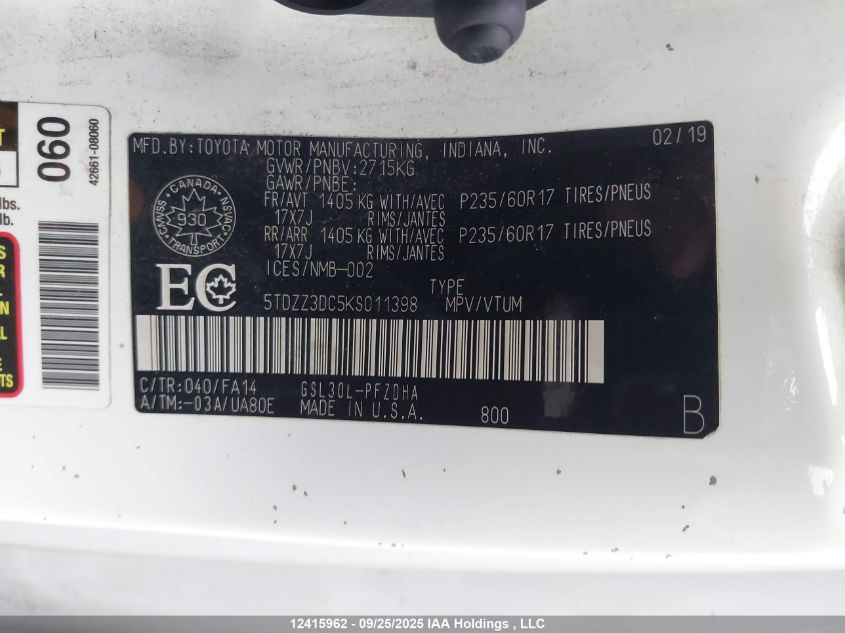 MFD.BY:TOYOTA MOTOR MANUFACTURING, INDIANA, INC. 02/19
GVWR/PNBV:2715KG
GAWR/PNBE:
FR/AVT 1405 KG WITH/AVEC P235/60R17 TIRES/PNEUS
17X7J RIMS/JANTES
RR/ARR 1405 KG WITH/AVEC P235/60R17 TIRES/PNEUS
17X7J RIMS/JANTES
ICES/NMB-002
TYPE
5TDZZ3DC5KS011398 MPV/VTUM
C/TR:040/FA14 GSL30L-PFZDHA
A/TM:-03A/UA80E MADE IN U.S.A. 800 B
CANADA
930
TRANSPORT
NSVAC
CMVSS
EC
060
42661-08060
lbs.
lb.
12415962 - 09/25/2025 IAA Holdings , LLC